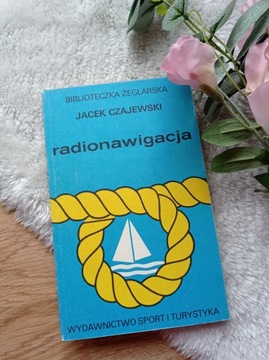 BIBLIOTECZKA ŻEGLARSKA
JACEK CZAJEWSKI
radionawigacja
WYDAWNICTWO SPORT I TURYSTYKA